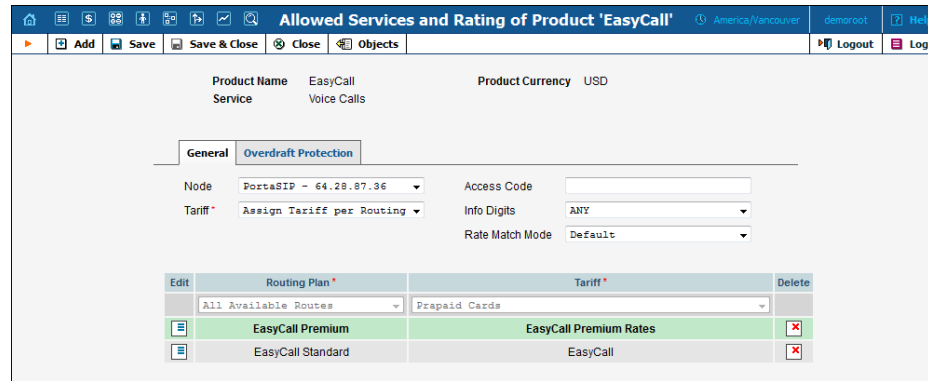 Allowed Services and Rating of Product 'EasyCall'
America/Vancouver
demoroot
Help
Add
Save
Save & Close
Close
Objects
Logout
Log
Product Name EasyCall Product Currency USD
Service Voice Calls
General Overdraft Protection
Node PortaSIP - 64.28.87.36 Access Code
Tariff * Assign Tariff per Routing Info Digits ANY
Rate Match Mode Default
Edit Routing Plan * Tariff * Delete
All Available Routes Prapaid Cards
EasyCall Premium EasyCall Premium Rates
EasyCall Standard EasyCall